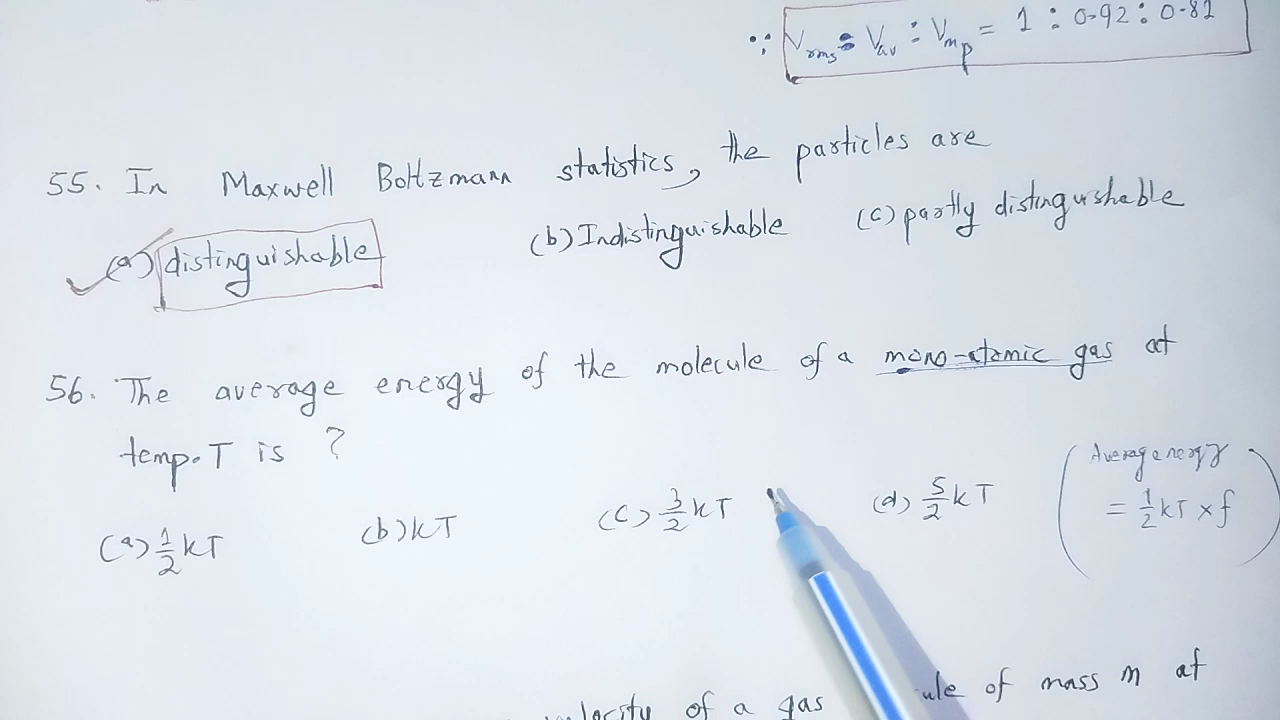 ∵ Vrms : Vav : Vmp = 1 : 0.92 : 0.82
55. In Maxwell Boltzmann statistics, the particles are
(a) distinguishable (b) Indistinguishable (c) partly distinguishable
56. The average energy of the molecule of a mono-atomic gas at
temp. T is ?
(a) 1/2 kT (b) kT (c) 3/2 kT (d) 5/2 kT
(Average energy
= 1/2 kT × f)
of a gas of mass m at